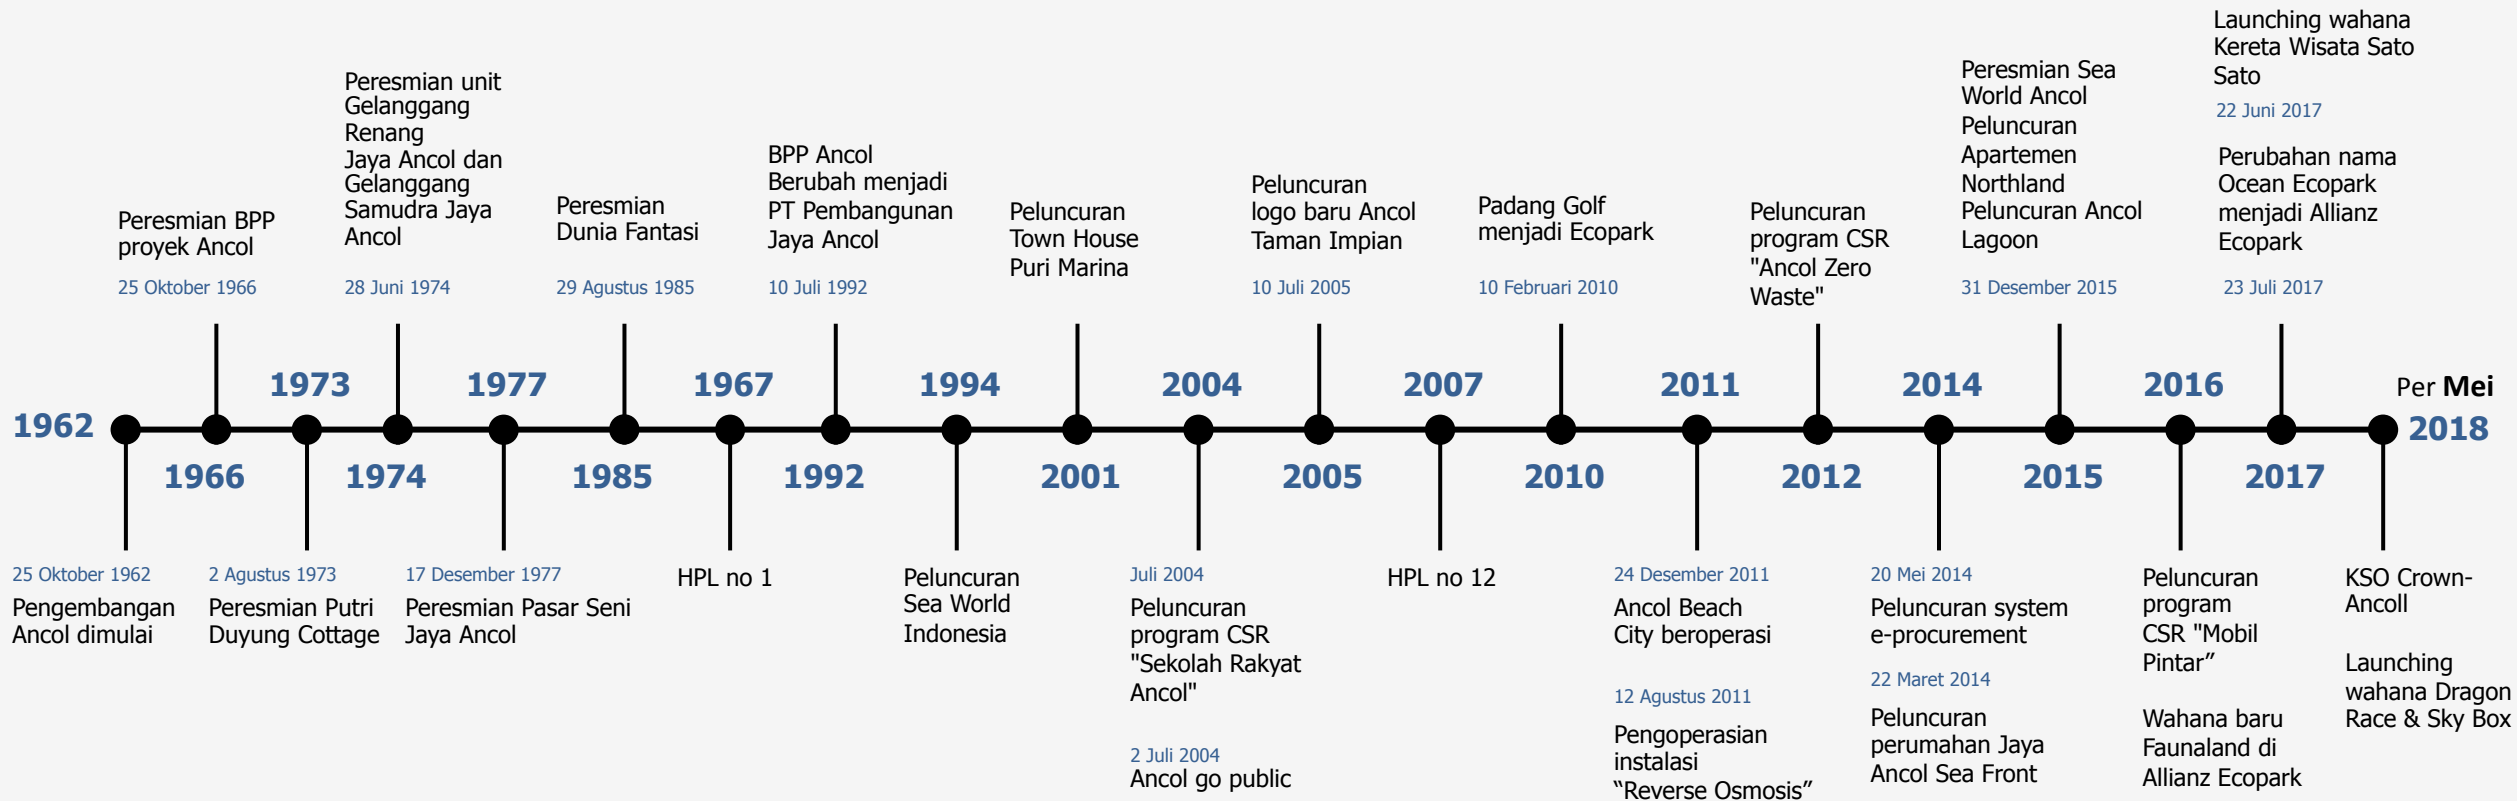 Launching wahana
Kereta Wisata Sato
Sato
22 Juni 2017
Peresmian BPP
proyek Ancol
25 Oktober 1966
Peresmian unit
Gelanggang
Renang
Jaya Ancol dan
Gelanggang
Samudra Jaya
Ancol
28 Juni 1974
Peresmian
Dunia Fantasi
29 Agustus 1985
BPP Ancol
Berubah menjadi
PT Pembangunan
Jaya Ancol
10 Juli 1992
Peluncuran
Town House
Puri Marina
Peluncuran
logo baru Ancol
Taman Impian
10 Juli 2005
Padang Golf
menjadi Ecopark
10 Februari 2010
Peluncuran
program CSR
"Ancol Zero
Waste"
Peresmian Sea
World Ancol
Peluncuran
Apartemen
Northland
Peluncuran Ancol
Lagoon
31 Desember 2015
Perubahan nama
Ocean Ecopark
menjadi Allianz
Ecopark
23 Juli 2017
1973
1977
1967
1994
2004
2007
2011
2014
2016
Per Mei
1962
2018
1966
1974
1985
1992
2001
2005
2010
2012
2015
2017
25 Oktober 1962
Pengembangan
Ancol dimulai
2 Agustus 1973
Peresmian Putri
Duyung Cottage
17 Desember 1977
Peresmian Pasar Seni
Jaya Ancol
HPL no 1
Peluncuran
Sea World
Indonesia
Juli 2004
Peluncuran
program CSR
"Sekolah Rakyat
Ancol"
2 Juli 2004
Ancol go public
HPL no 12
24 Desember 2011
Ancol Beach
City beroperasi
12 Agustus 2011
Pengoperasian
instalasi
“Reverse Osmosis”
20 Mei 2014
Peluncuran system
e-procurement
22 Maret 2014
Peluncuran
perumahan Jaya
Ancol Sea Front
Peluncuran
program
CSR "Mobil
Pintar”
Wahana baru
Faunaland di
Allianz Ecopark
KSO Crown-
Ancoll
Launching
wahana Dragon
Race & Sky Box